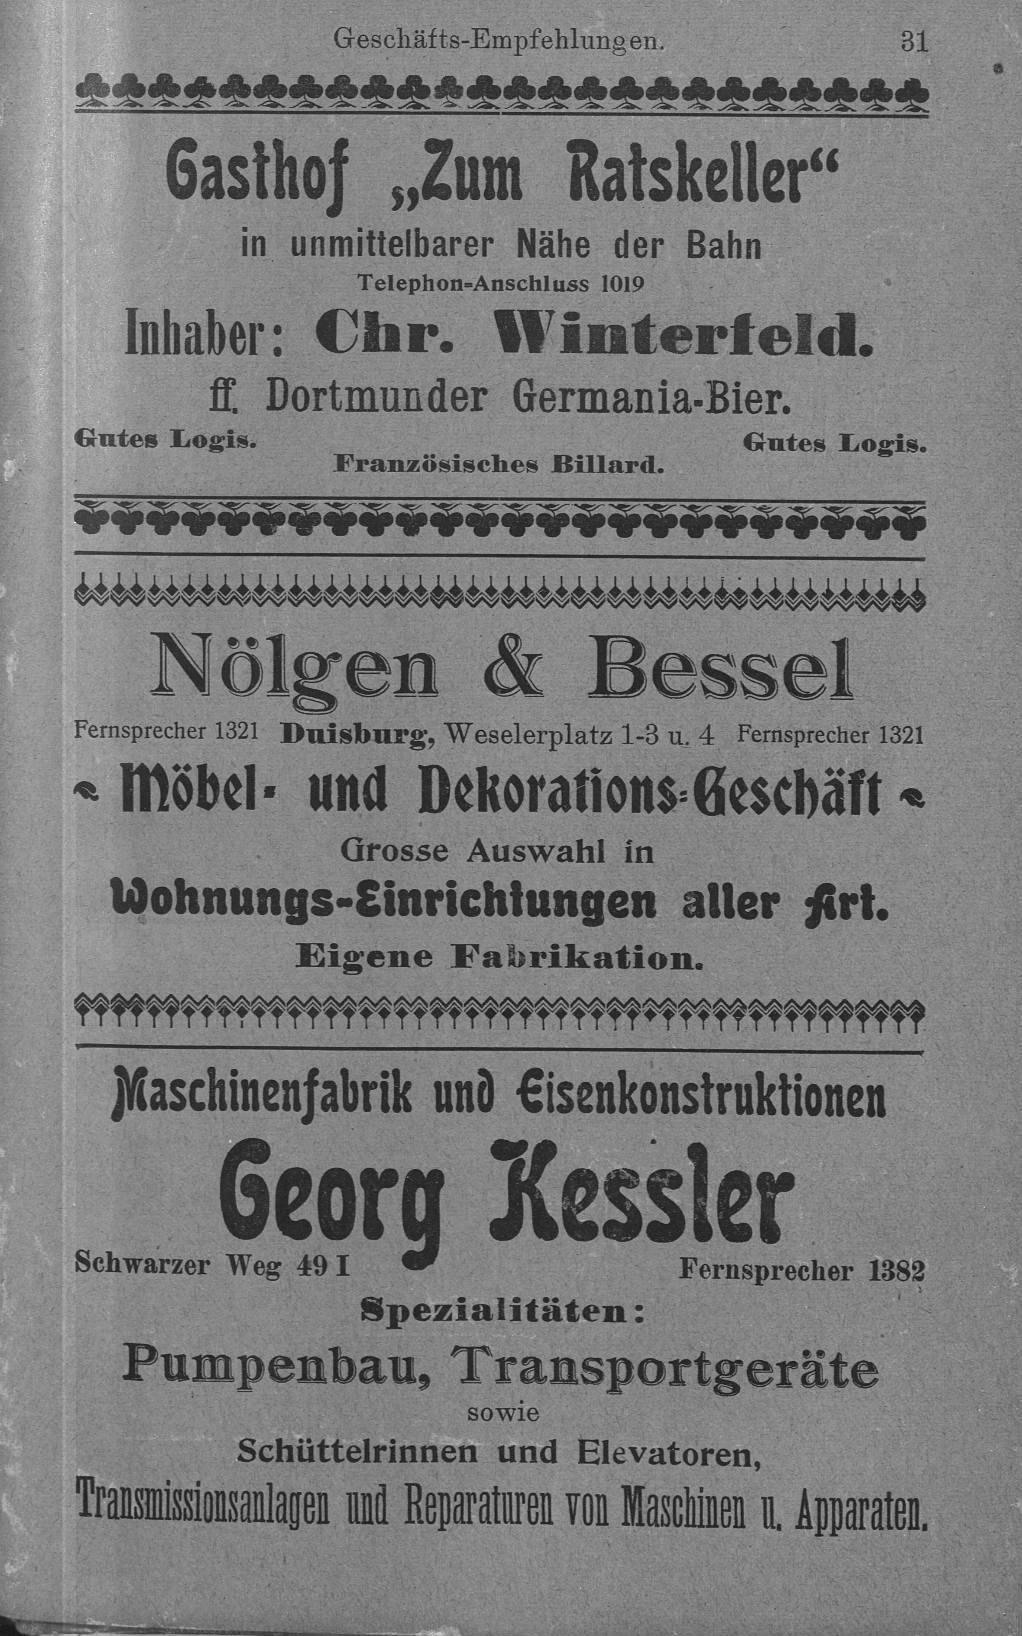 Geschäfts-Empfehlungen. 31
Gasthof „Zum Ratskeller“
in unmittelbarer Nähe der Bahn
Telephon-Anschluss 1019
Inhaber: Chr. Winterfeld.
ff. Dortmunder Germania-Bier.
Gutes Logis. Gutes Logis.
Französisches Billard.
Nölgen & Bessel
Fernsprecher 1321 Duisburg, Weselerplatz 1-3 u. 4 Fernsprecher 1321
Möbel- und Dekorations-Geschäft
Grosse Auswahl in
Wohnungs-Einrichtungen aller Art.
Eigene Fabrikation.
Maschinenfabrik und Eisenkonstruktionen
Georg Kessler
Schwarzer Weg 49 I Fernsprecher 1382
Spezialitäten:
Pumpenbau, Transportgeräte
sowie
Schüttelrinnen und Elevatoren,
Transmissionsanlagen und Reparaturen von Maschinen u. Apparaten.